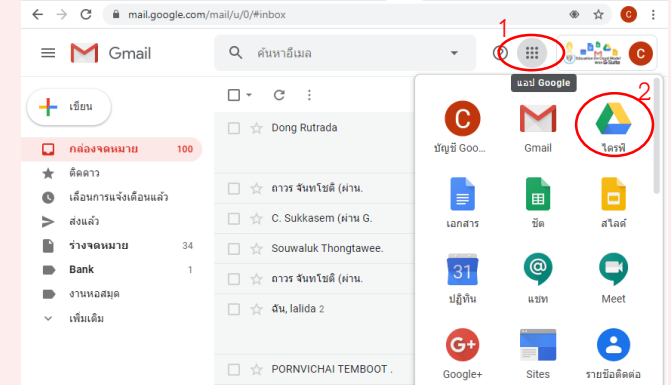 mail.google.com/mail/u/0/#inbox
1
Gmail
ค้นหาอีเมล
Education for Cloud Model
With G-Suite
C
แอป Google
2
เขียน
กล่องจดหมาย 100
ติดดาว
เลื่อนการแจ้งเตือนแล้ว
ส่งแล้ว
ร่างจดหมาย 34
Bank 1
งานหอสมุด
เพิ่มเติม
Dong Rutrada
ถาวร จันทโชติ (ผ่าน.
C. Sukkasem (ผ่าน G.
Souwaluk Thongtawee.
ถาวร จันทโชติ (ผ่าน.
ฉัน, lalida 2
PORNVICHAI TEMBOOT .
C
บัญชี Goo... Gmail ไดรฟ์
เอกสาร ชีต สไลด์
31
ปฏิทิน แชท Meet
G+
Google+ Sites รายชื่อติดต่อ